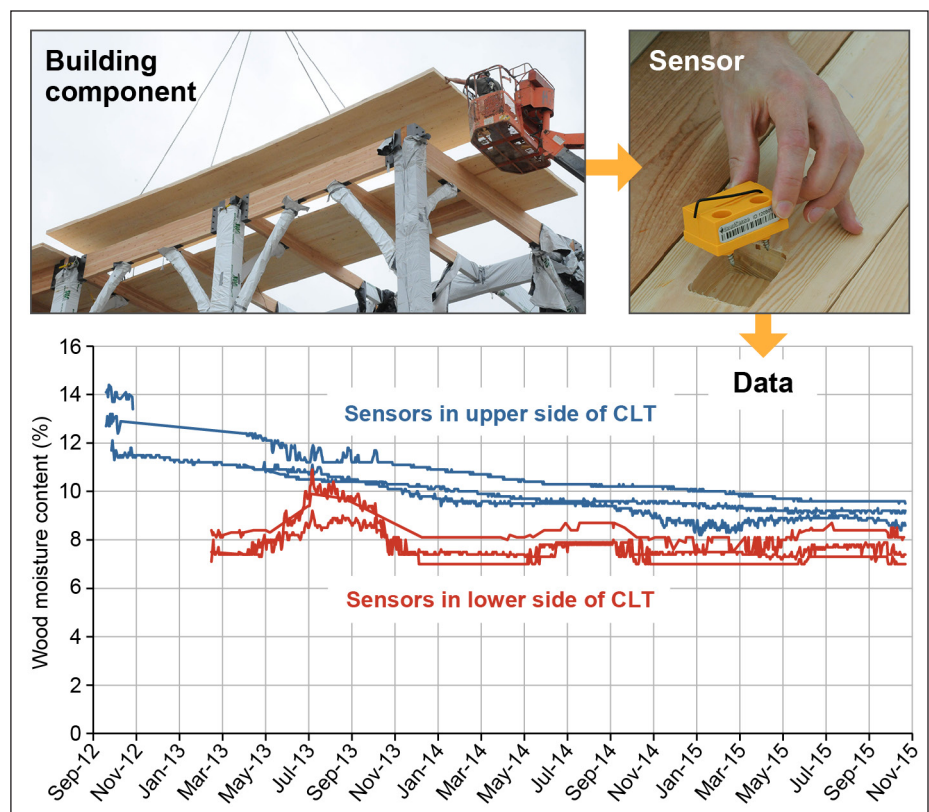 Building
component
Sensor
Data
Wood moisture content (%)
16
14
12
10
8
6
4
2
0
Sensors in upper side of CLT
Sensors in lower side of CLT
Sep-12
Nov-12
Jan-13
Mar-13
May-13
Jul-13
Sep-13
Nov-13
Jan-14
Mar-14
May-14
Jul-14
Sep-14
Nov-14
Jan-15
Mar-15
May-15
Jul-15
Sep-15
Nov-15